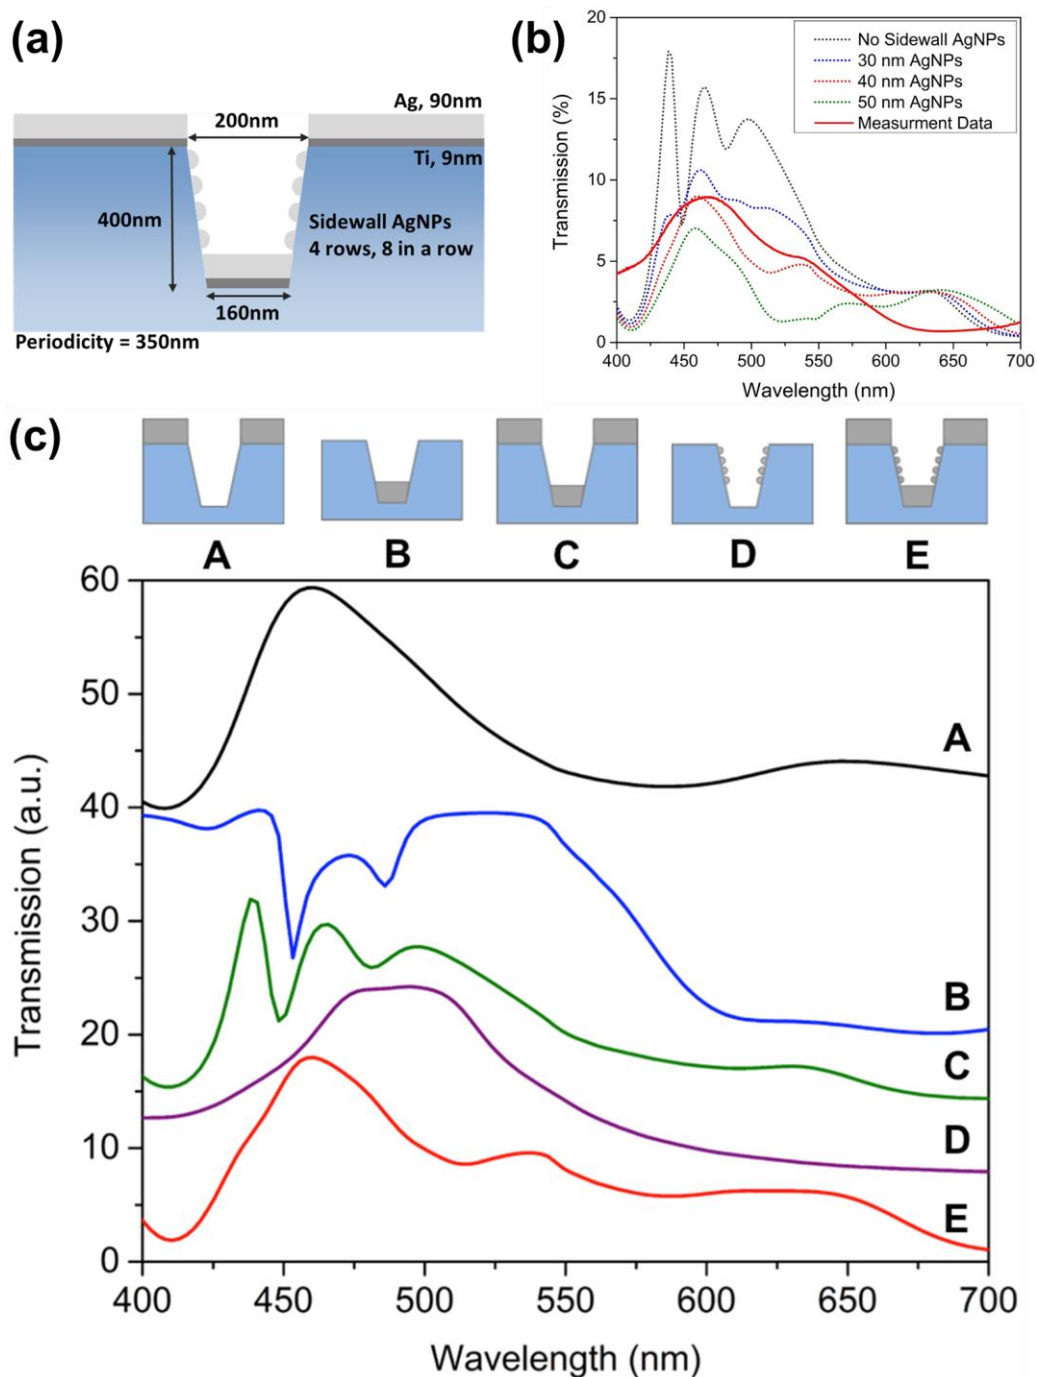 (a)
Ag, 90nm
200nm
Ti, 9nm
400nm
Sidewall AgNPs
4 rows, 8 in a row
160nm
Periodicity = 350nm
(b)
20
15
10
5
0
Transmission (%)
No Sidewall AgNPs
30 nm AgNPs
40 nm AgNPs
50 nm AgNPs
Measurment Data
400 450 500 550 600 650 700
Wavelength (nm)
(c)
A B C D E
60
50
40
30
20
10
0
Transmission (a.u.)
A
B
C
D
E
400 450 500 550 600 650 700
Wavelength (nm)